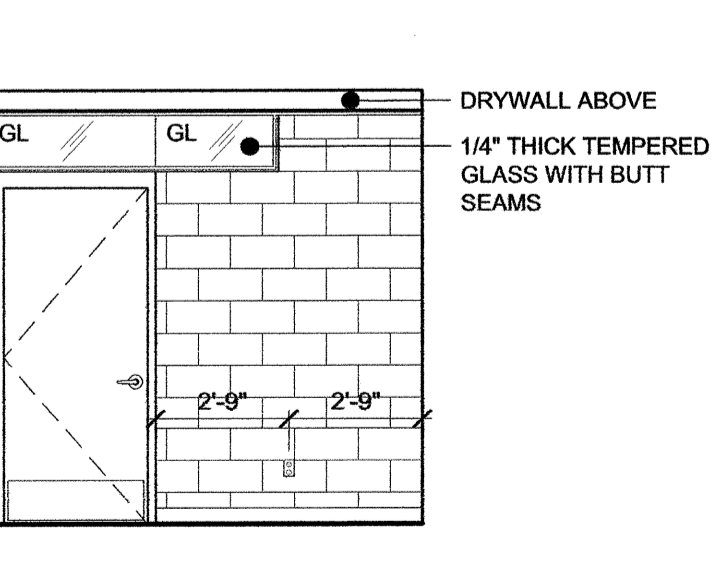 DRYWALL ABOVE
GL
GL
1/4" THICK TEMPERED
GLASS WITH BUTT
SEAMS
2'-9"
2'-9"